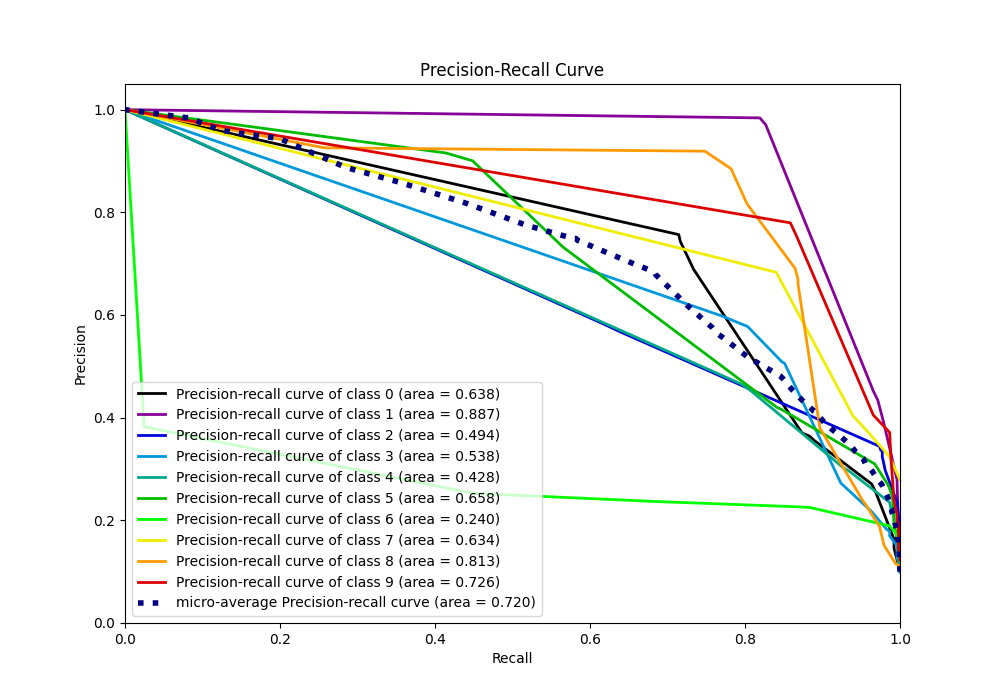 Precision-Recall Curve
1.0
0.8
0.6
0.4
0.2
0.0
Precision
Precision-recall curve of class 0 (area = 0.638)
Precision-recall curve of class 1 (area = 0.887)
Precision-recall curve of class 2 (area = 0.494)
Precision-recall curve of class 3 (area = 0.538)
Precision-recall curve of class 4 (area = 0.428)
Precision-recall curve of class 5 (area = 0.658)
Precision-recall curve of class 6 (area = 0.240)
Precision-recall curve of class 7 (area = 0.634)
Precision-recall curve of class 8 (area = 0.813)
Precision-recall curve of class 9 (area = 0.726)
micro-average Precision-recall curve (area = 0.720)
0.0 0.2 0.4 0.6 0.8 1.0
Recall